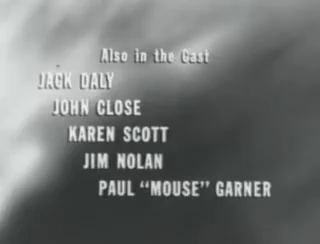 Also in the Cast
JACK DALY
JOHN CLOSE
KAREN SCOTT
JIM NOLAN
PAUL "MOUSE" GARNER